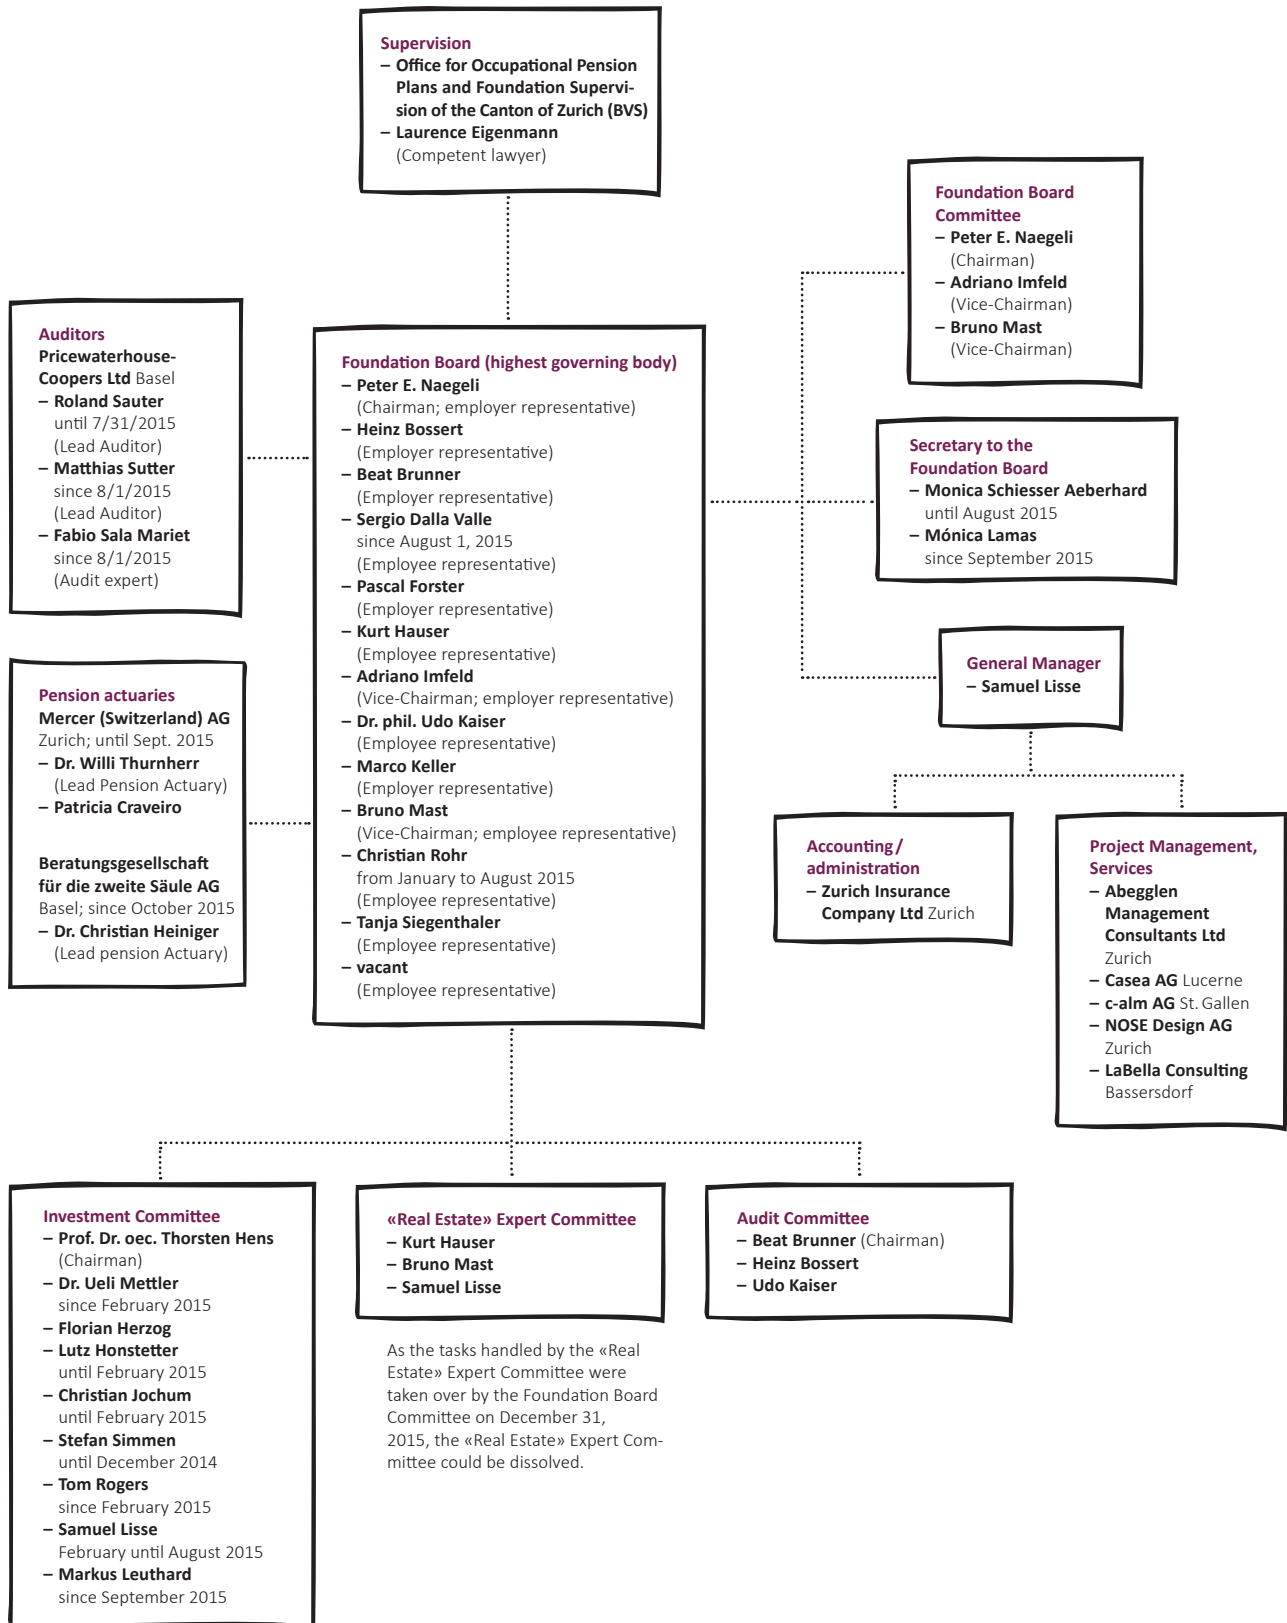 Supervision
– Office for Occupational Pension
Plans and Foundation Supervi-
sion of the Canton of Zurich (BVS)
– Laurence Eigenmann
(Competent lawyer)
Foundation Board
Committee
– Peter E. Naegeli
(Chairman)
– Adriano Imfeld
(Vice-Chairman)
– Bruno Mast
(Vice-Chairman)
Auditors
Pricewaterhouse-
Coopers Ltd Basel
– Roland Sauter
until 7/31/2015
(Lead Auditor)
– Matthias Sutter
since 8/1/2015
(Lead Auditor)
– Fabio Sala Mariet
since 8/1/2015
(Audit expert)
Foundation Board (highest governing body)
– Peter E. Naegeli
(Chairman; employer representative)
– Heinz Bossert
(Employer representative)
– Beat Brunner
(Employer representative)
– Sergio Dalla Valle
since August 1, 2015
(Employee representative)
– Pascal Forster
(Employer representative)
– Kurt Hauser
(Employee representative)
– Adriano Imfeld
(Vice-Chairman; employer representative)
– Dr. phil. Udo Kaiser
(Employee representative)
– Marco Keller
(Employer representative)
– Bruno Mast
(Vice-Chairman; employee representative)
– Christian Rohr
from January to August 2015
(Employee representative)
– Tanja Siegenthaler
(Employee representative)
– vacant
(Employee representative)
Secretary to the
Foundation Board
– Monica Schiesser Aeberhard
until August 2015
– Mónica Lamas
since September 2015
General Manager
– Samuel Lisse
Pension actuaries
Mercer (Switzerland) AG
Zurich; until Sept. 2015
– Dr. Willi Thurnherr
(Lead Pension Actuary)
– Patricia Craveiro
Beratungsgesellschaft
für die zweite Säule AG
Basel; since October 2015
– Dr. Christian Heiniger
(Lead pension Actuary)
Accounting/
administration
– Zurich Insurance
Company Ltd Zurich
Project Management,
Services
– Abegglen
Management
Consultants Ltd
Zurich
– Casea AG Lucerne
– c-alm AG St. Gallen
– NOSE Design AG
Zurich
– LaBella Consulting
Bassersdorf
Investment Committee
– Prof. Dr. oec. Thorsten Hens
(Chairman)
– Dr. Ueli Mettler
since February 2015
– Florian Herzog
– Lutz Honstetter
until February 2015
– Christian Jochum
until February 2015
– Stefan Simmen
until December 2014
– Tom Rogers
since February 2015
– Samuel Lisse
February until August 2015
– Markus Leuthard
since September 2015
«Real Estate» Expert Committee
– Kurt Hauser
– Bruno Mast
– Samuel Lisse
As the tasks handled by the «Real
Estate» Expert Committee were
taken over by the Foundation Board
Committee on December 31,
2015, the «Real Estate» Expert Com-
mittee could be dissolved.
Audit Committee
– Beat Brunner (Chairman)
– Heinz Bossert
– Udo Kaiser